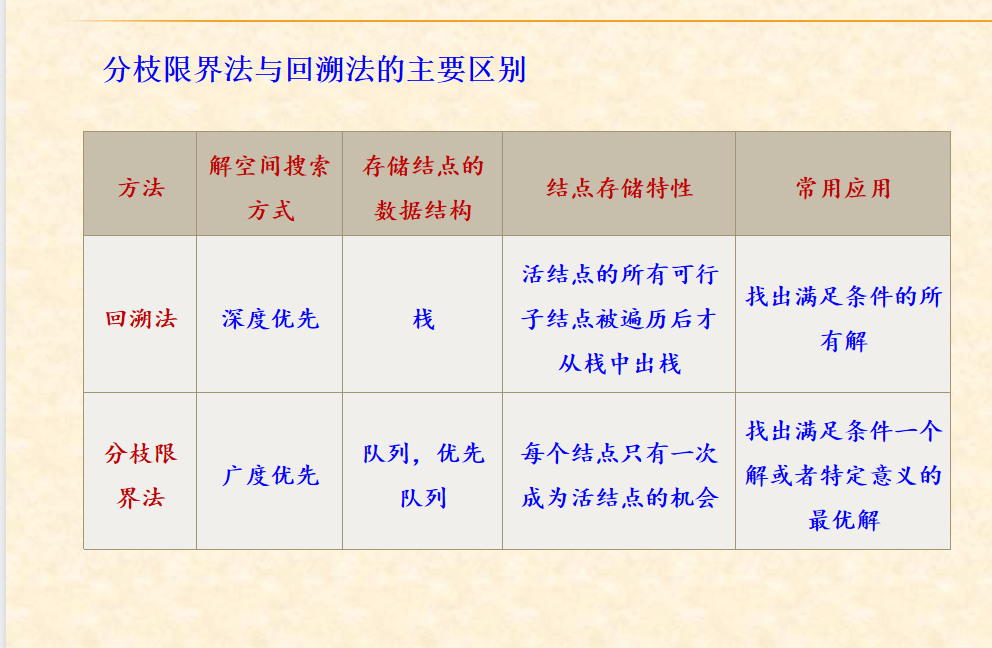 分枝限界法与回溯法的主要区别
方法
解空间搜索
方式
存储结点的
数据结构
结点存储特性
常用应用
回溯法
深度优先
栈
活结点的所有可行
子结点被遍历后才
从栈中出栈
找出满足条件的所
有解
分枝限
界法
广度优先
队列，优先
队列
每个结点只有一次
成为活结点的机会
找出满足条件一个
解或者特定意义的
最优解